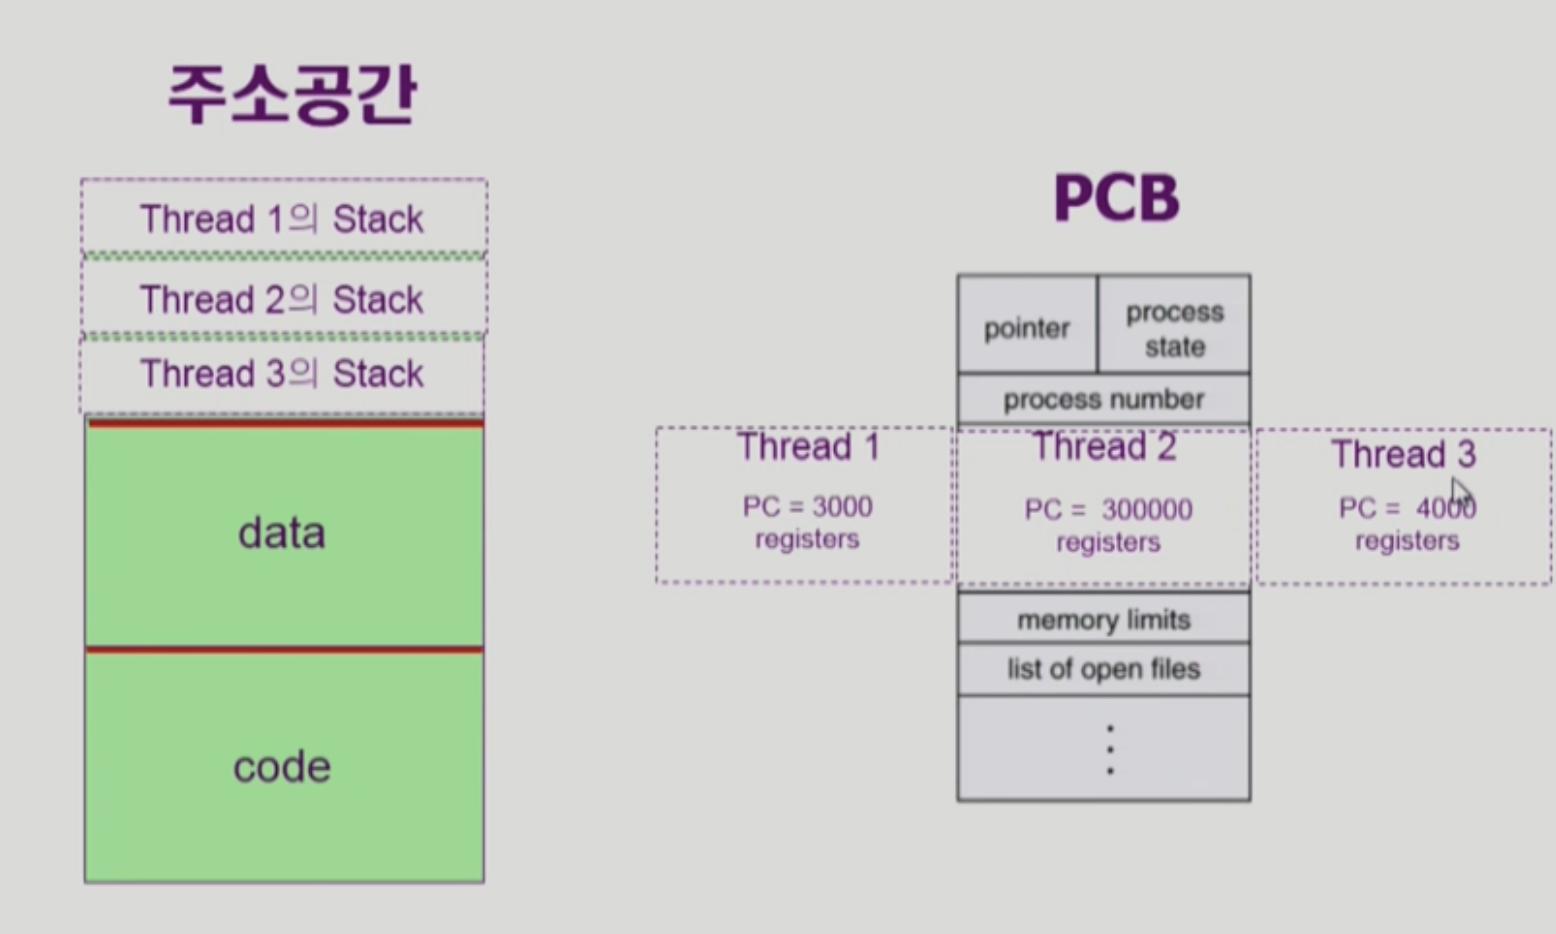 주소공간
Thread 1의 Stack
Thread 2의 Stack
Thread 3의 Stack
data
code
PCB
pointer
process
state
process number
Thread 1
PC = 3000
registers
Thread 2
PC = 300000
registers
Thread 3
PC = 4000
registers
memory limits
list of open files